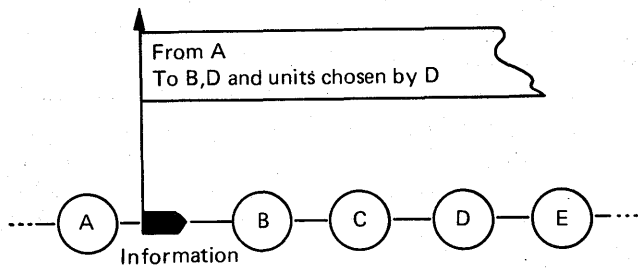 From A
To B,D and units chosen by D
A B C D E
Information